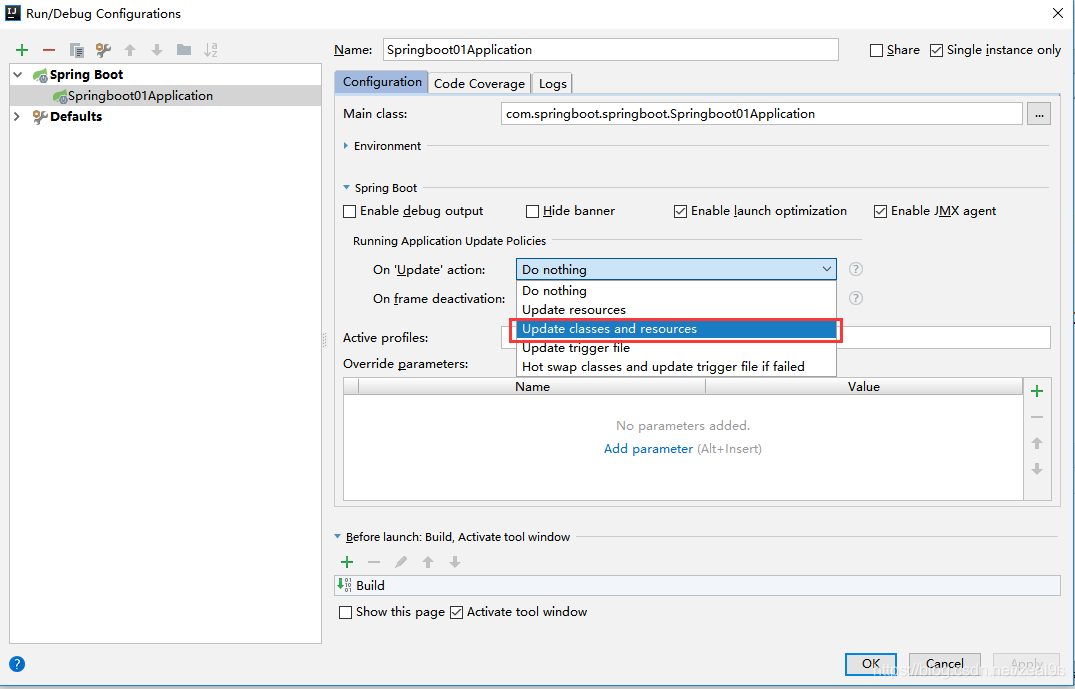 Run/Debug Configurations
Name: Springboot01Application Share Single instance only
Spring Boot
Springboot01Application
Defaults
Configuration Code Coverage Logs
Main class: com.springboot.springboot.Springboot01Application ...
Environment
Spring Boot
Enable debug output Hide banner Enable launch optimization Enable JMX agent
Running Application Update Policies
On 'Update' action: Do nothing ?
Do nothing
On frame deactivation: ?
Update resources
Update classes and resources
Active profiles:
Update trigger file
Override parameters:
Hot swap classes and update trigger file if failed
Name Value
No parameters added.
Add parameter (Alt+Insert)
Before launch: Build, Activate tool window
Build
Show this page Activate tool window
? OK Cancel Apply